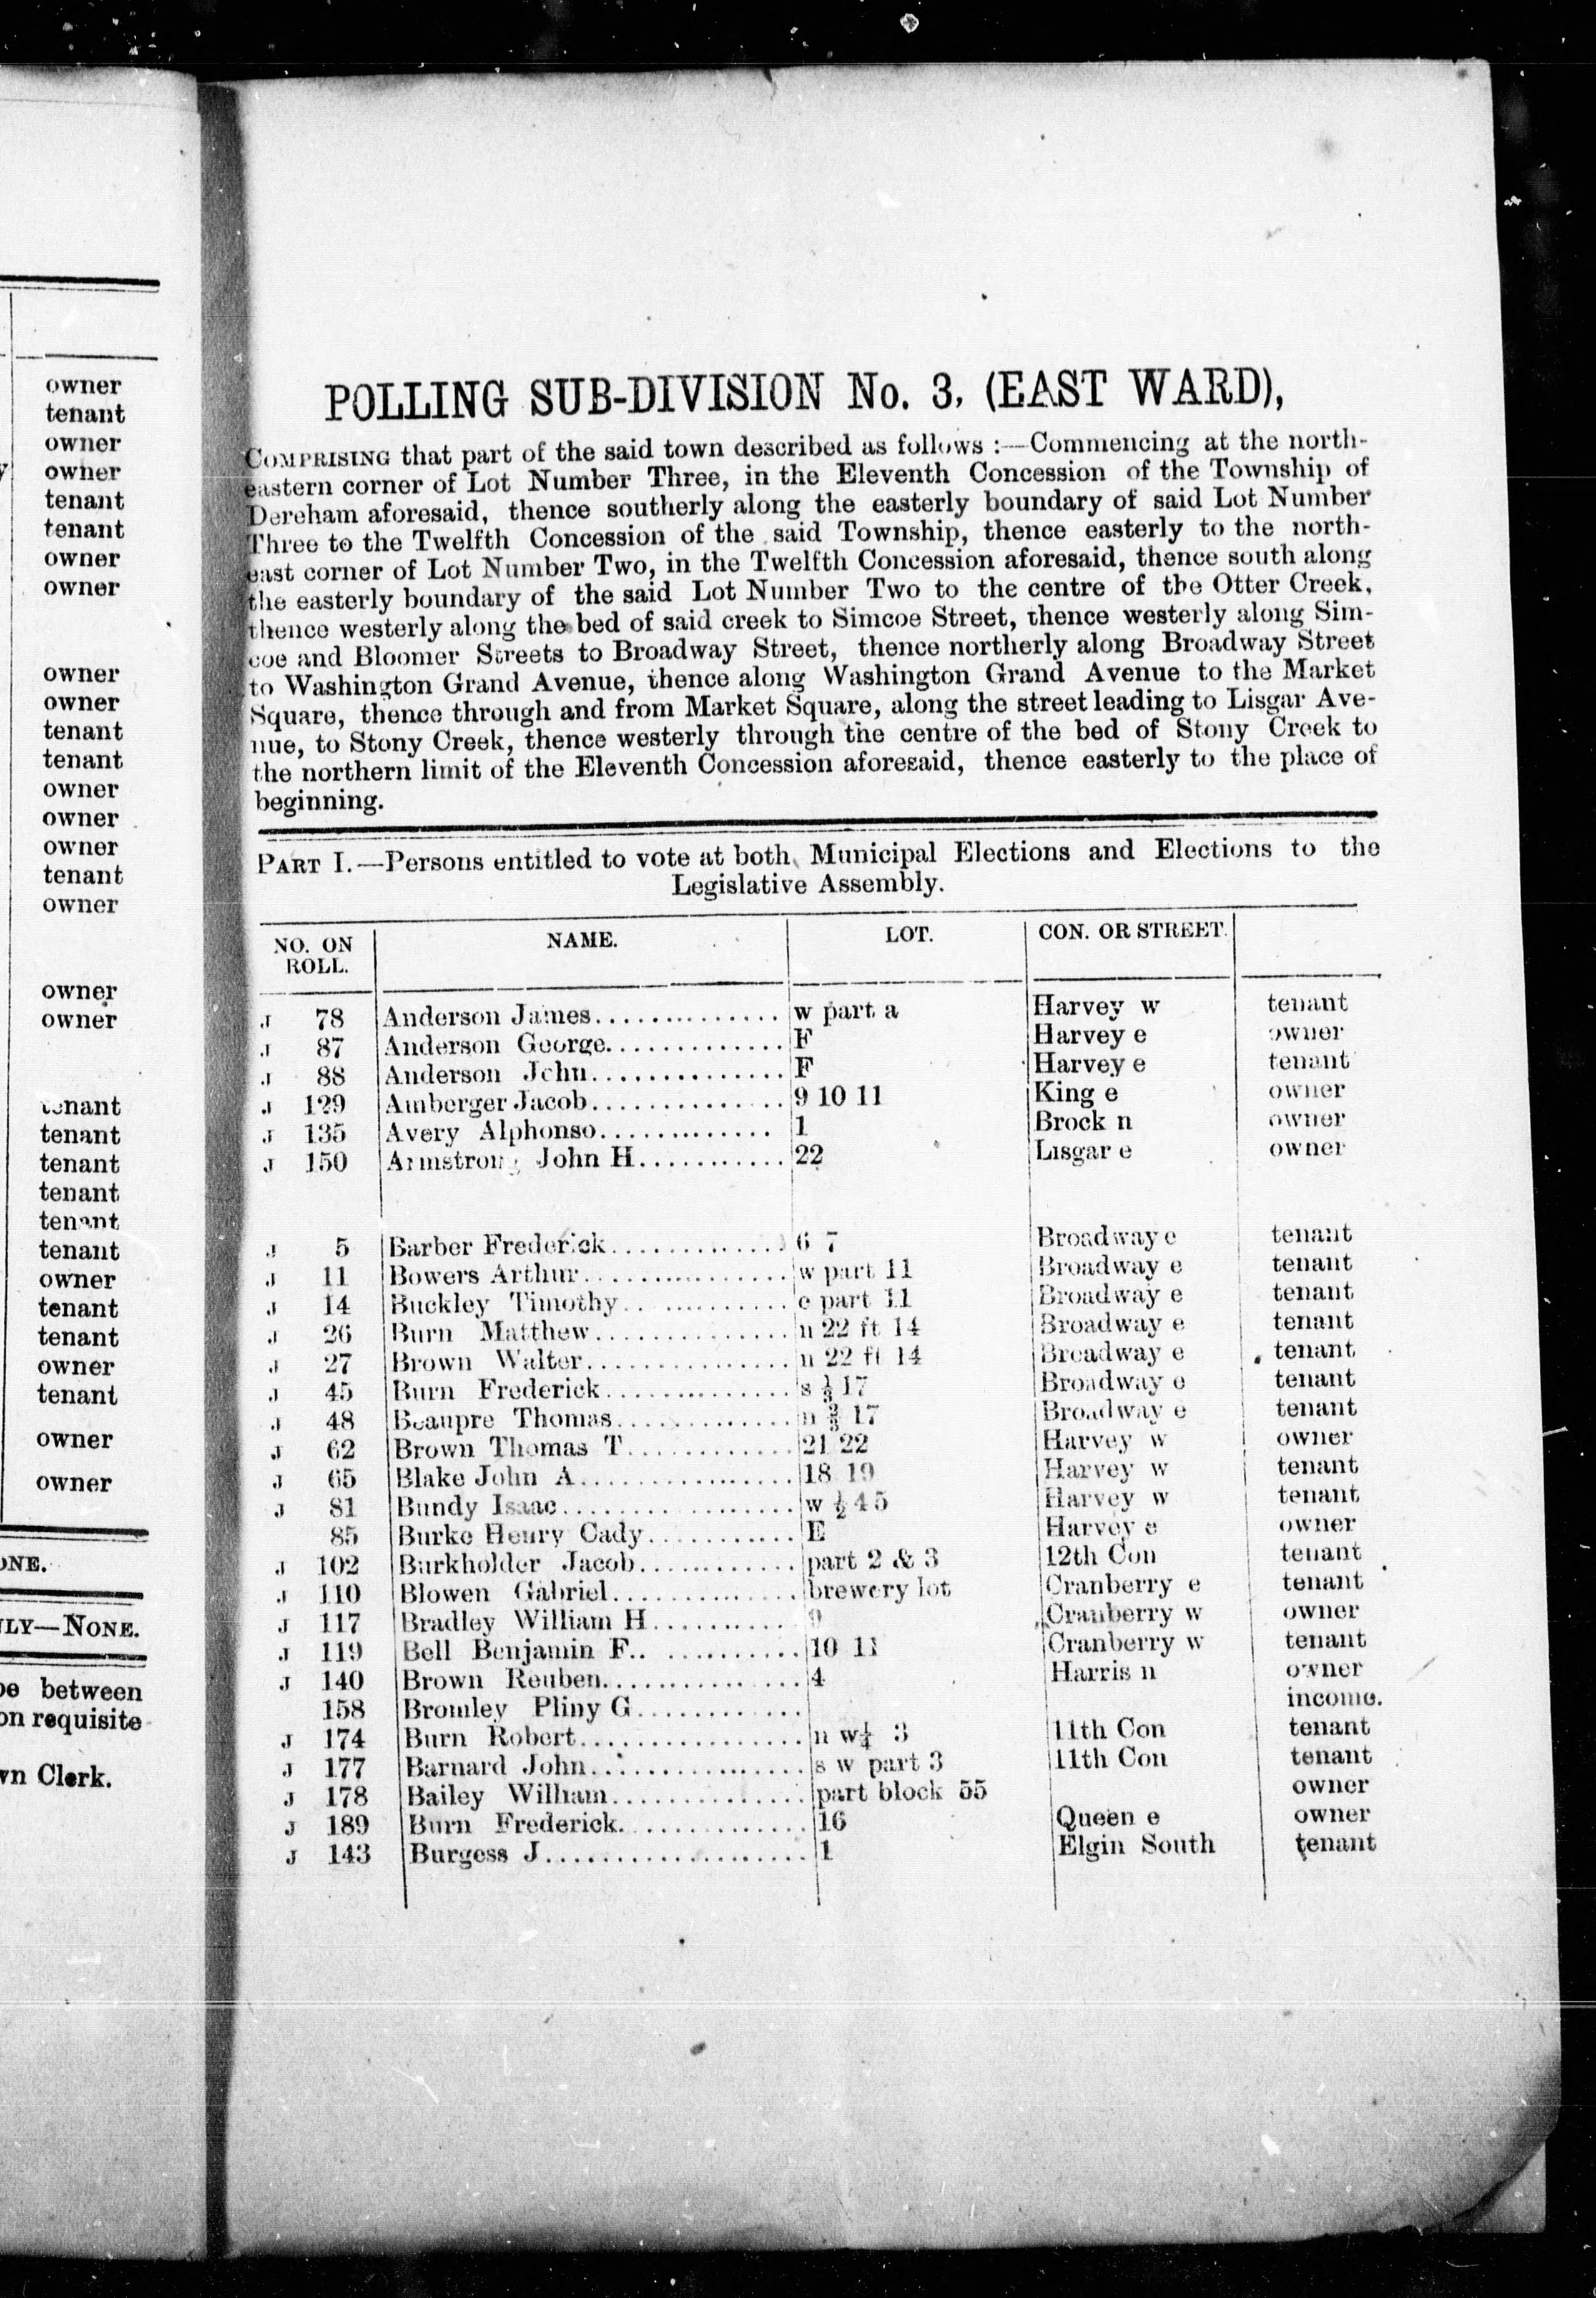 owner
tenant
owner
owner
tenant
tenant
owner
owner
owner
owner
tenant
tenant
owner
owner
owner
tenant
owner
owner
owner
tenant
tenant
tenant
tenant
tenant
tenant
owner
tenant
tenant
owner
tenant
owner
owner
ONE.
LY—NONE.
be between
on requisite
wn Clerk.
POLLING SUB-DIVISION No. 3, (EAST WARD),
COMPRISING that part of the said town described as follows :—Commencing at the north-
eastern corner of Lot Number Three, in the Eleventh Concession of the Township of
Dereham aforesaid, thence southerly along the easterly boundary of said Lot Number
Three to the Twelfth Concession of the said Township, thence easterly to the north-
east corner of Lot Number Two, in the Twelfth Concession aforesaid, thence south along
the easterly boundary of the said Lot Number Two to the centre of the Otter Creek,
thence westerly along the bed of said creek to Simcoe Street, thence westerly along Sim-
coe and Bloomer Streets to Broadway Street, thence northerly along Broadway Street
to Washington Grand Avenue, thence along Washington Grand Avenue to the Market
Square, thence through and from Market Square, along the street leading to Lisgar Ave-
nue, to Stony Creek, thence westerly through the centre of the bed of Stony Creek to
the northern limit of the Eleventh Concession aforesaid, thence easterly to the place of
beginning.
PART I.—Persons entitled to vote at both Municipal Elections and Elections to the
Legislative Assembly.
NO. ON ROLL. NAME. LOT. CON. OR STREET.
J 78 Anderson James............... w part a Harvey w tenant
J 87 Anderson George.............. F Harvey e owner
J 88 Anderson John................ F Harvey e tenant
J 129 Amberger Jacob............... 9 10 11 King e owner
J 135 Avery Alphonso.............. 1 Brock n owner
J 150 Armstrong John H........... 22 Lisgar e owner
J 5 Barber Frederick............. 6 7 Broadway e tenant
J 11 Bowers Arthur................ w part 11 Broadway e tenant
J 14 Buckley Timothy............. e part 11 Broadway e tenant
J 26 Burn Matthew............... n 22 ft 14 Broadway e tenant
J 27 Brown Walter................ n 22 ft 14 Broadway e tenant
J 45 Burn Frederick............... s ⅓ 17 Broadway e tenant
J 48 Beaupre Thomas.............. n ⅔ 17 Broadway e tenant
J 62 Brown Thomas T............. 21 22 Harvey w owner
J 65 Blake John A................. 18 19 Harvey w tenant
J 81 Bundy Isaac.................. w ½ 4 5 Harvey w tenant
85 Burke Henry Cady............ E Harvey e owner
J 102 Burkholder Jacob............ part 2 & 3 12th Con tenant
J 110 Blowen Gabriel.............. brewery lot Cranberry e tenant
J 117 Bradley William H........... 9 Cranberry w owner
J 119 Bell Benjamin F.. .......... 10 11 Cranberry w tenant
J 140 Brown Reuben................ 4 Harris n owner
158 Bromley Pliny G............. income.
J 174 Burn Robert................. n w¼ 3 11th Con tenant
J 177 Barnard John................ s w part 3 11th Con tenant
J 178 Bailey William.............. part block 55 owner
J 189 Burn Frederick.............. 16 Queen e owner
J 143 Burgess J.................... 1 Elgin South tenant